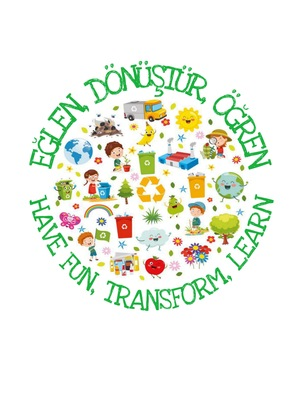 EĞLEN, DÖNÜŞTÜR, ÖĞREN
HAVE FUN, TRANSFORM, LEARN